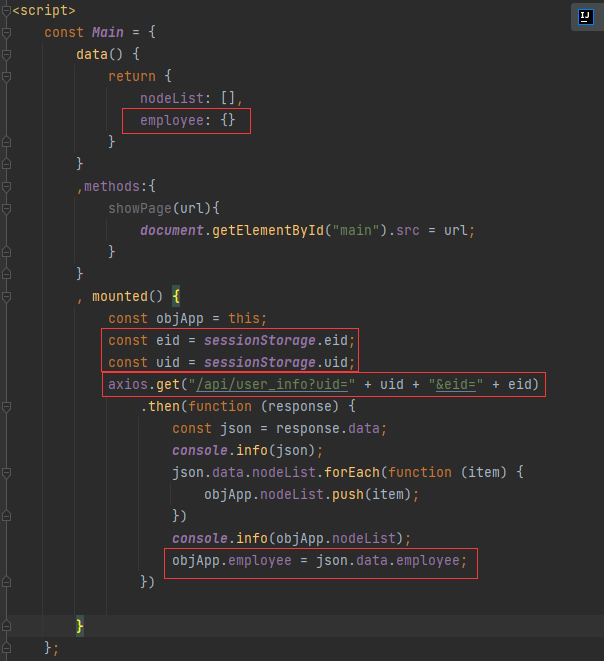 <script>
    const Main = {
        data() {
            return {
                nodeList: [],
                employee: {}
            }
        }
        ,methods:{
            showPage(url){
                document.getElementById("main").src = url;
            }
        }
        , mounted() {
            const objApp = this;
            const eid = sessionStorage.eid;
            const uid = sessionStorage.uid;
            axios.get("/api/user_info?uid=" + uid + "&eid=" + eid)
                .then(function (response) {
                    const json = response.data;
                    console.info(json);
                    json.data.nodeList.forEach(function (item) {
                        objApp.nodeList.push(item);
                    })
                    console.info(objApp.nodeList);
                    objApp.employee = json.data.employee;
                })

        }
    };
IJ